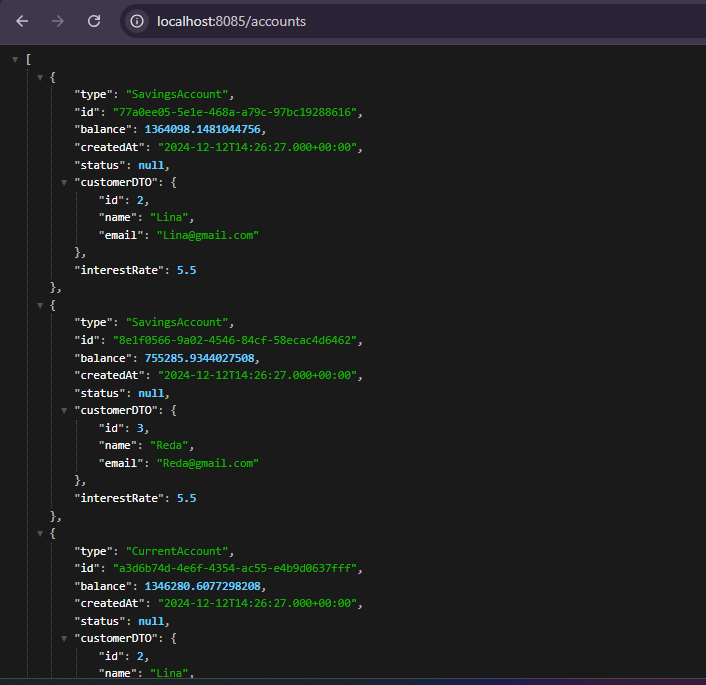 localhost:8085/accounts
[
{
"type": "SavingsAccount",
"id": "77a0ee05-5e1e-468a-a79c-97bc19288616",
"balance": 1364098.1481044756,
"createdAt": "2024-12-12T14:26:27.000+00:00",
"status": null,
"customerDTO": {
"id": 2,
"name": "Lina",
"email": "Lina@gmail.com"
},
"interestRate": 5.5
},
{
"type": "SavingsAccount",
"id": "8e1f0566-9a02-4546-84cf-58ecac4d6462",
"balance": 755285.9344027508,
"createdAt": "2024-12-12T14:26:27.000+00:00",
"status": null,
"customerDTO": {
"id": 3,
"name": "Reda",
"email": "Reda@gmail.com"
},
"interestRate": 5.5
},
{
"type": "CurrentAccount",
"id": "a3d6b74d-4e6f-4354-ac55-e4b9d0637fff",
"balance": 1346280.6077298208,
"createdAt": "2024-12-12T14:26:27.000+00:00",
"status": null,
"customerDTO": {
"id": 2,
"name": "Lina",